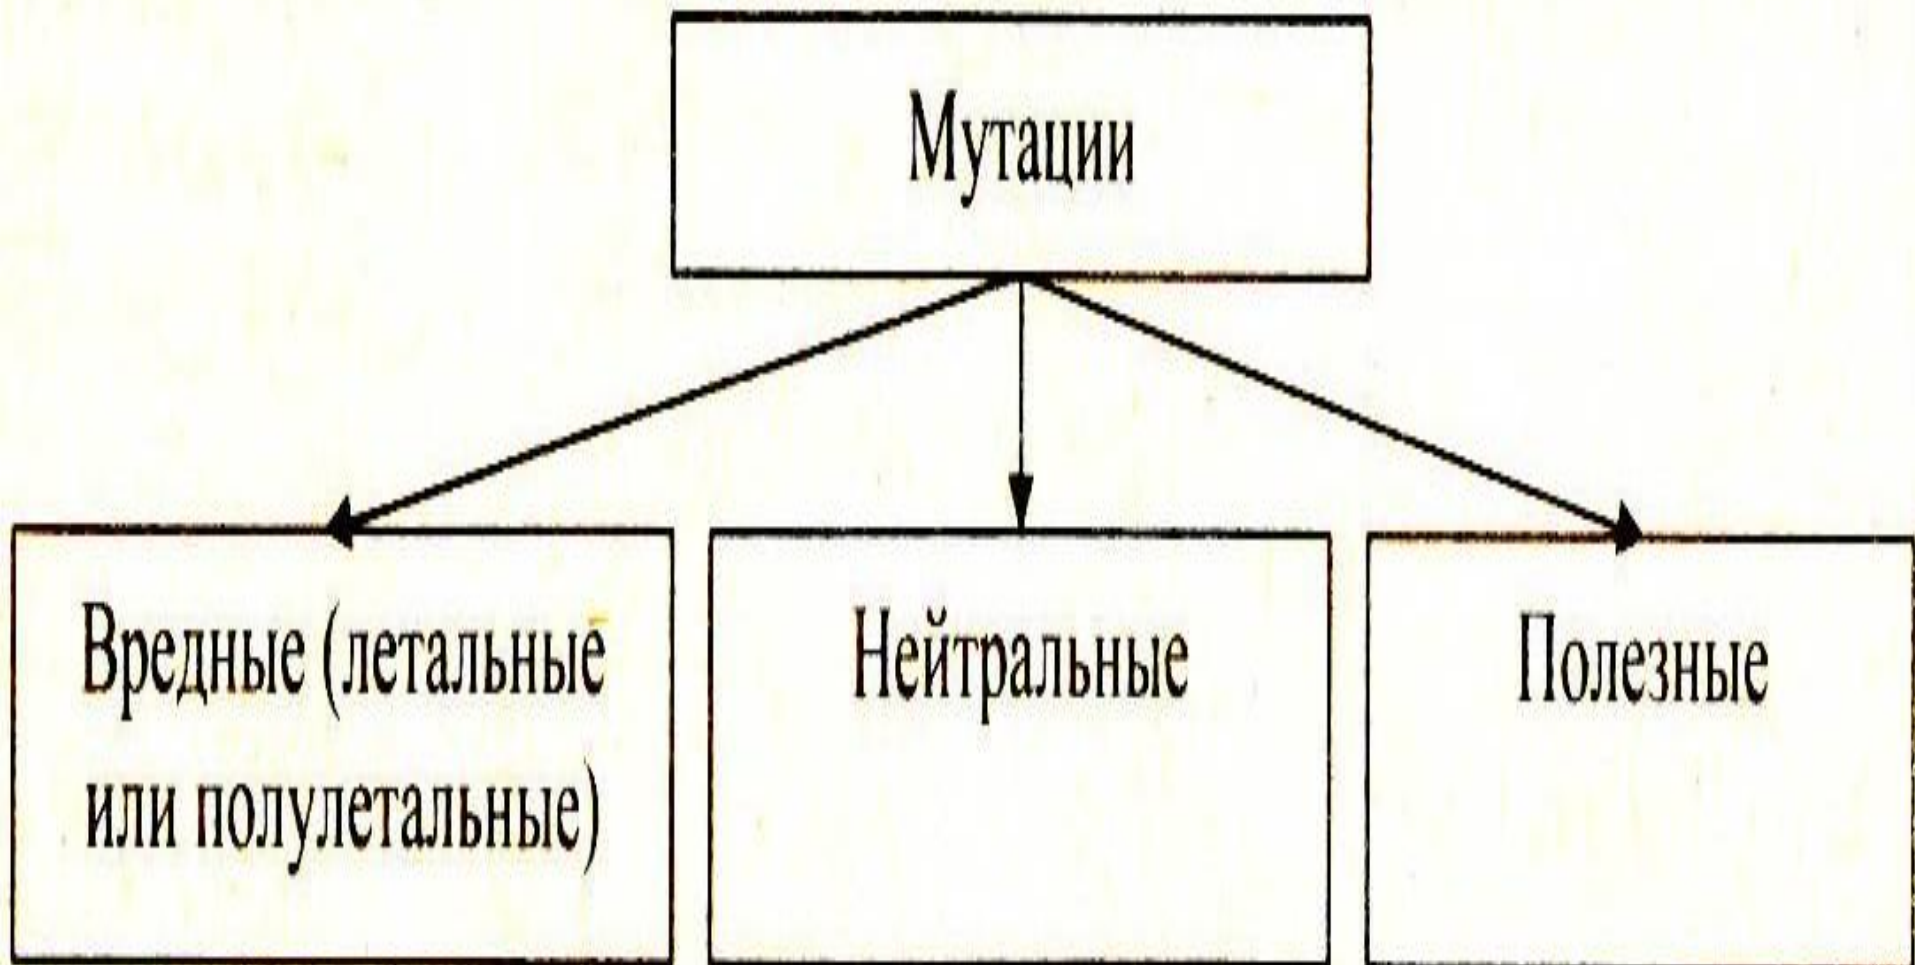 Мутации
Вредные (летальные
или полулетальные)
Нейтральные
Полезные